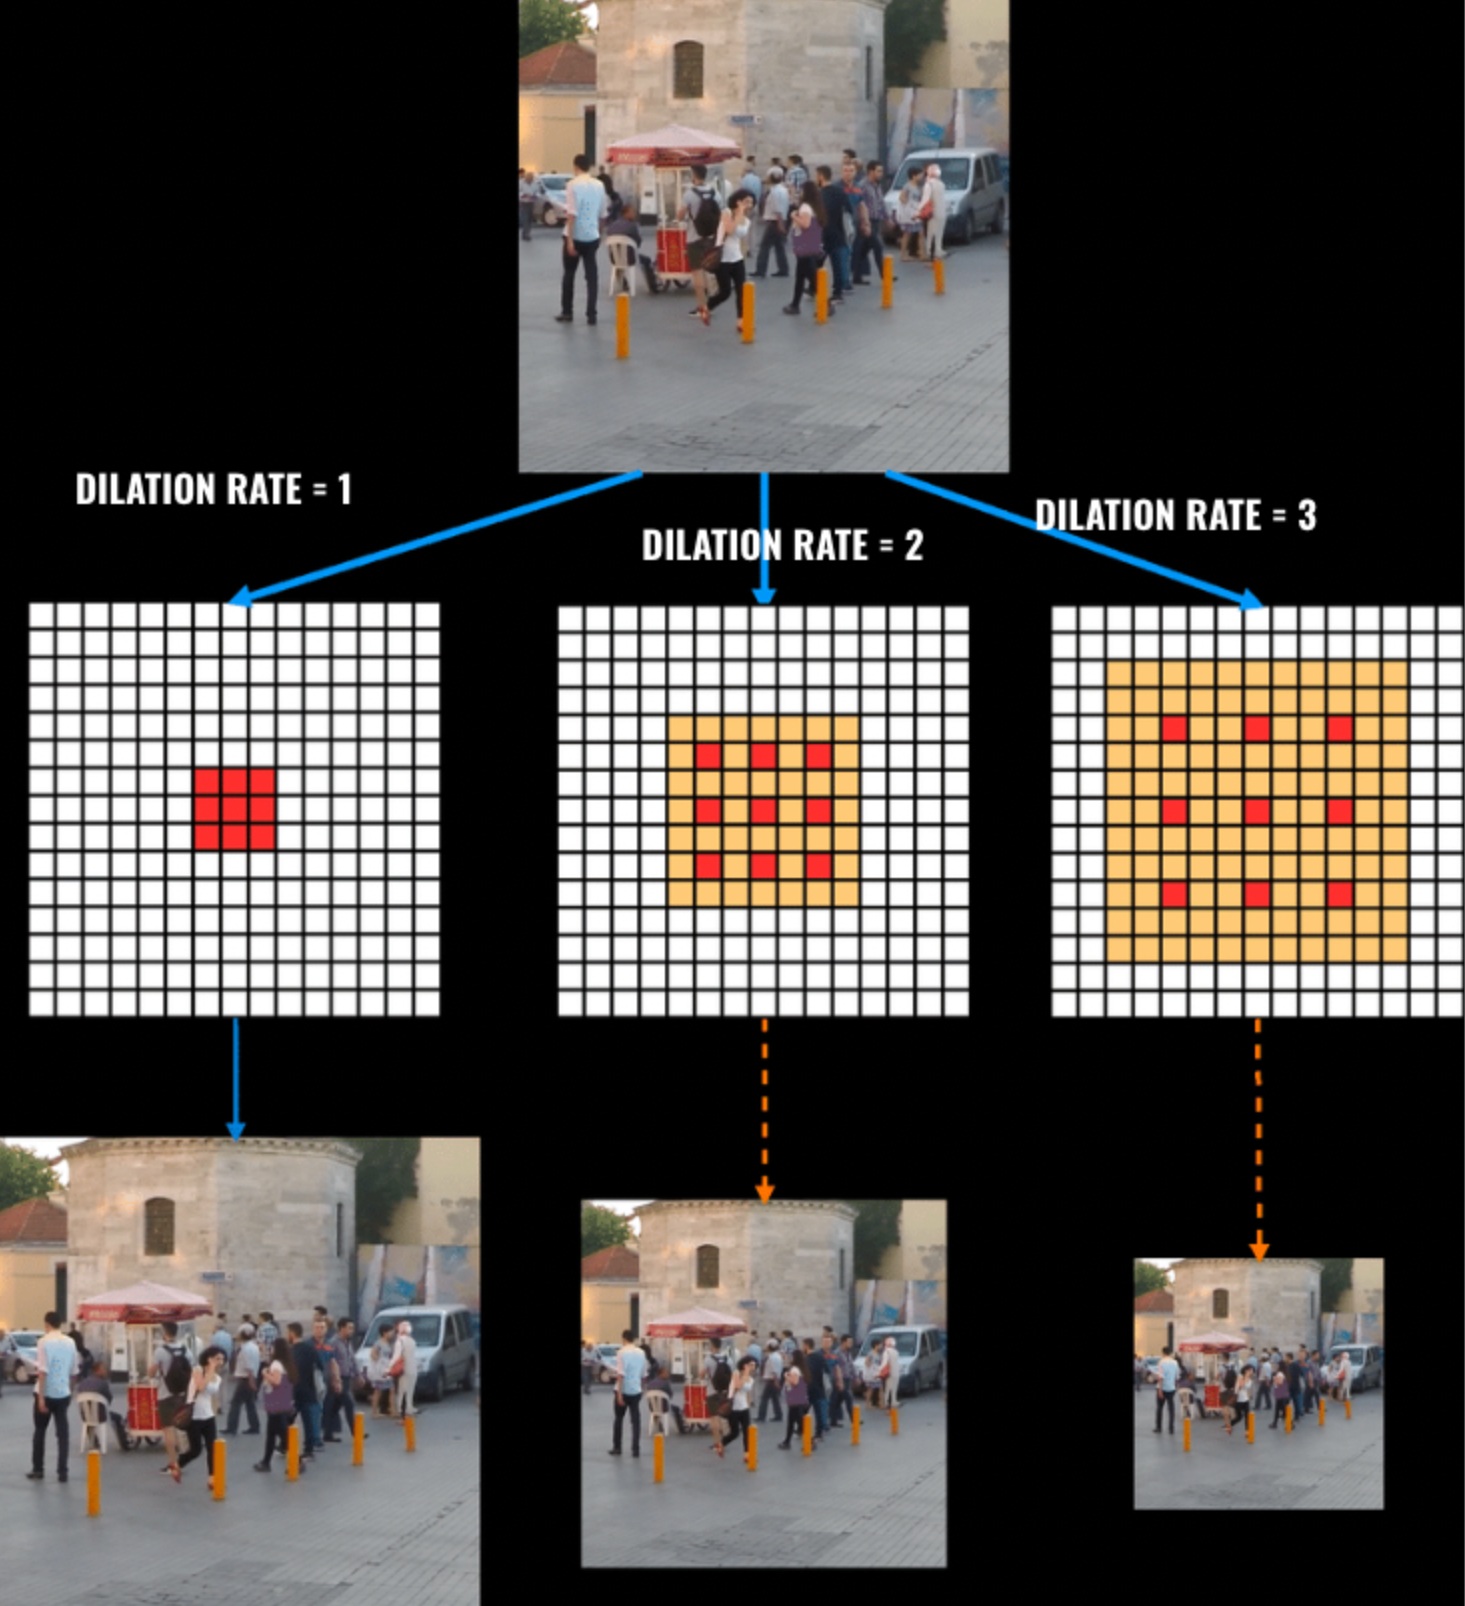 DILATION RATE = 1
DILATION RATE = 2
DILATION RATE = 3